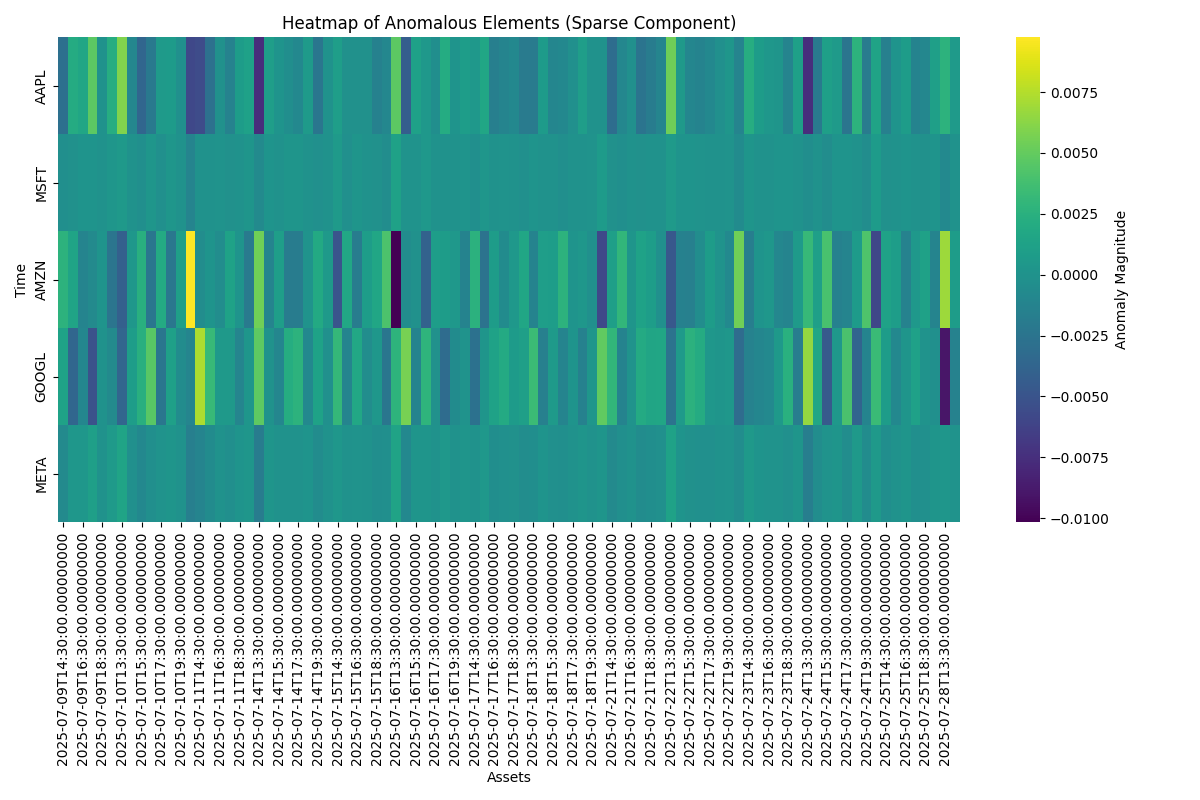 Heatmap of Anomalous Elements (Sparse Component)
AAPL
MSFT
AMZN
GOOGL
META
Time
2025-07-09T14:30:00.000000000
2025-07-09T16:30:00.000000000
2025-07-09T18:30:00.000000000
2025-07-10T13:30:00.000000000
2025-07-10T15:30:00.000000000
2025-07-10T17:30:00.000000000
2025-07-10T19:30:00.000000000
2025-07-11T14:30:00.000000000
2025-07-11T16:30:00.000000000
2025-07-11T18:30:00.000000000
2025-07-14T13:30:00.000000000
2025-07-14T15:30:00.000000000
2025-07-14T17:30:00.000000000
2025-07-14T19:30:00.000000000
2025-07-15T14:30:00.000000000
2025-07-15T16:30:00.000000000
2025-07-15T18:30:00.000000000
2025-07-16T13:30:00.000000000
2025-07-16T15:30:00.000000000
2025-07-16T17:30:00.000000000
2025-07-16T19:30:00.000000000
2025-07-17T14:30:00.000000000
2025-07-17T16:30:00.000000000
2025-07-17T18:30:00.000000000
2025-07-18T13:30:00.000000000
2025-07-18T15:30:00.000000000
2025-07-18T17:30:00.000000000
2025-07-18T19:30:00.000000000
2025-07-21T14:30:00.000000000
2025-07-21T16:30:00.000000000
2025-07-21T18:30:00.000000000
2025-07-22T13:30:00.000000000
2025-07-22T15:30:00.000000000
2025-07-22T17:30:00.000000000
2025-07-22T19:30:00.000000000
2025-07-23T14:30:00.000000000
2025-07-23T16:30:00.000000000
2025-07-23T18:30:00.000000000
2025-07-24T13:30:00.000000000
2025-07-24T15:30:00.000000000
2025-07-24T17:30:00.000000000
2025-07-24T19:30:00.000000000
2025-07-25T14:30:00.000000000
2025-07-25T16:30:00.000000000
2025-07-25T18:30:00.000000000
2025-07-28T13:30:00.000000000
Assets
0.0075
0.0050
0.0025
0.0000
−0.0025
−0.0050
−0.0075
−0.0100
Anomaly Magnitude